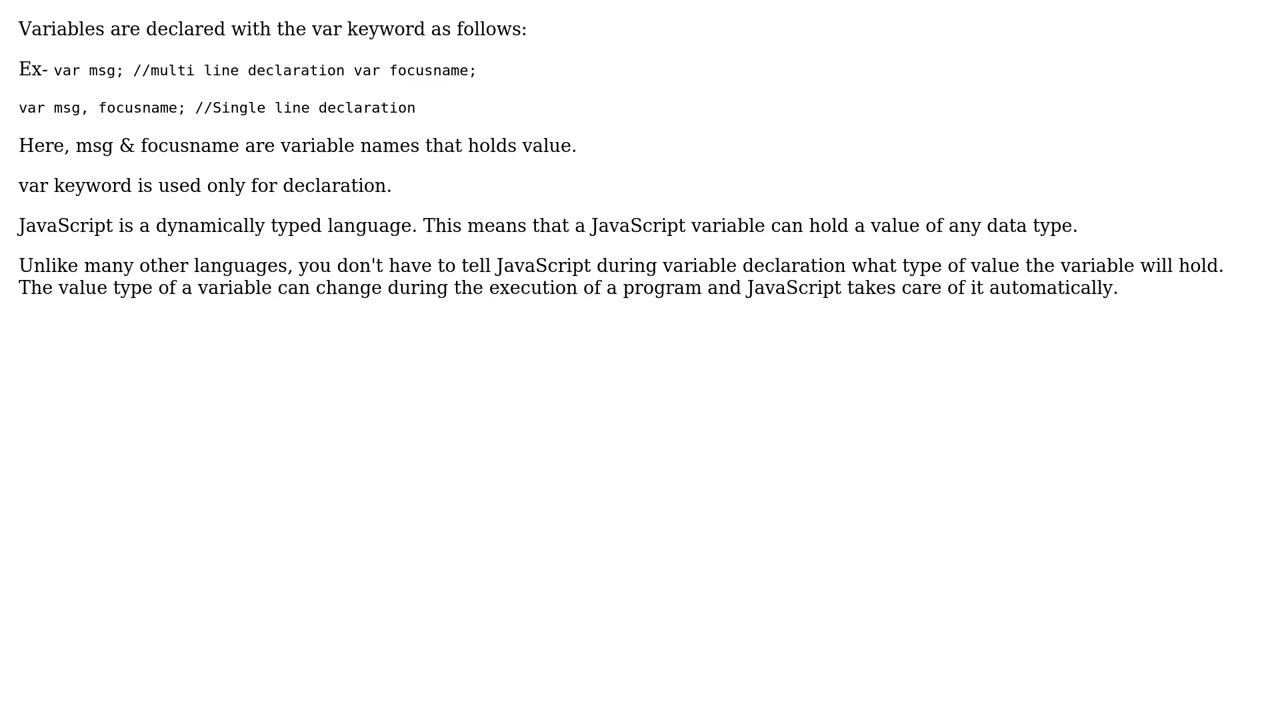 Variables are declared with the var keyword as follows:
Ex- var msg; //multi line declaration var focusname;
var msg, focusname; //Single line declaration
Here, msg & focusname are variable names that holds value.
var keyword is used only for declaration.
JavaScript is a dynamically typed language. This means that a JavaScript variable can hold a value of any data type.
Unlike many other languages, you don't have to tell JavaScript during variable declaration what type of value the variable will hold.
The value type of a variable can change during the execution of a program and JavaScript takes care of it automatically.